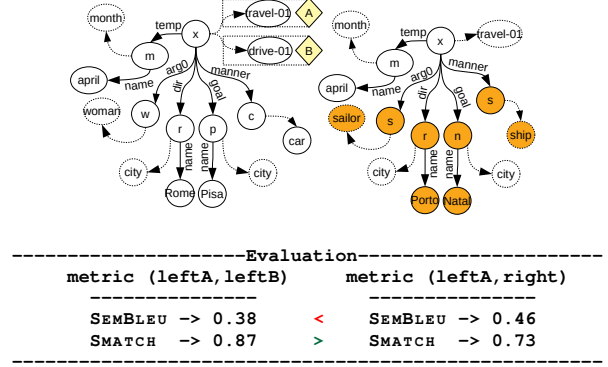 month
temp
x
travel-01
A
drive-01
B
m
april
name
arg0
dir
goal
manner
woman
w
r
p
c
car
city
name
name
city
Rome
Pisa
month
temp
x
travel-01
m
april
name
arg0
dir
goal
manner
s
sailor
s
ship
r
n
city
name
name
city
Porto
Natal
----------------------Evaluation----------------------
metric (leftA,leftB) metric (leftA,right)
SEMBLEU -> 0.38 < SEMBLEU -> 0.46
SMATCH -> 0.87 > SMATCH -> 0.73